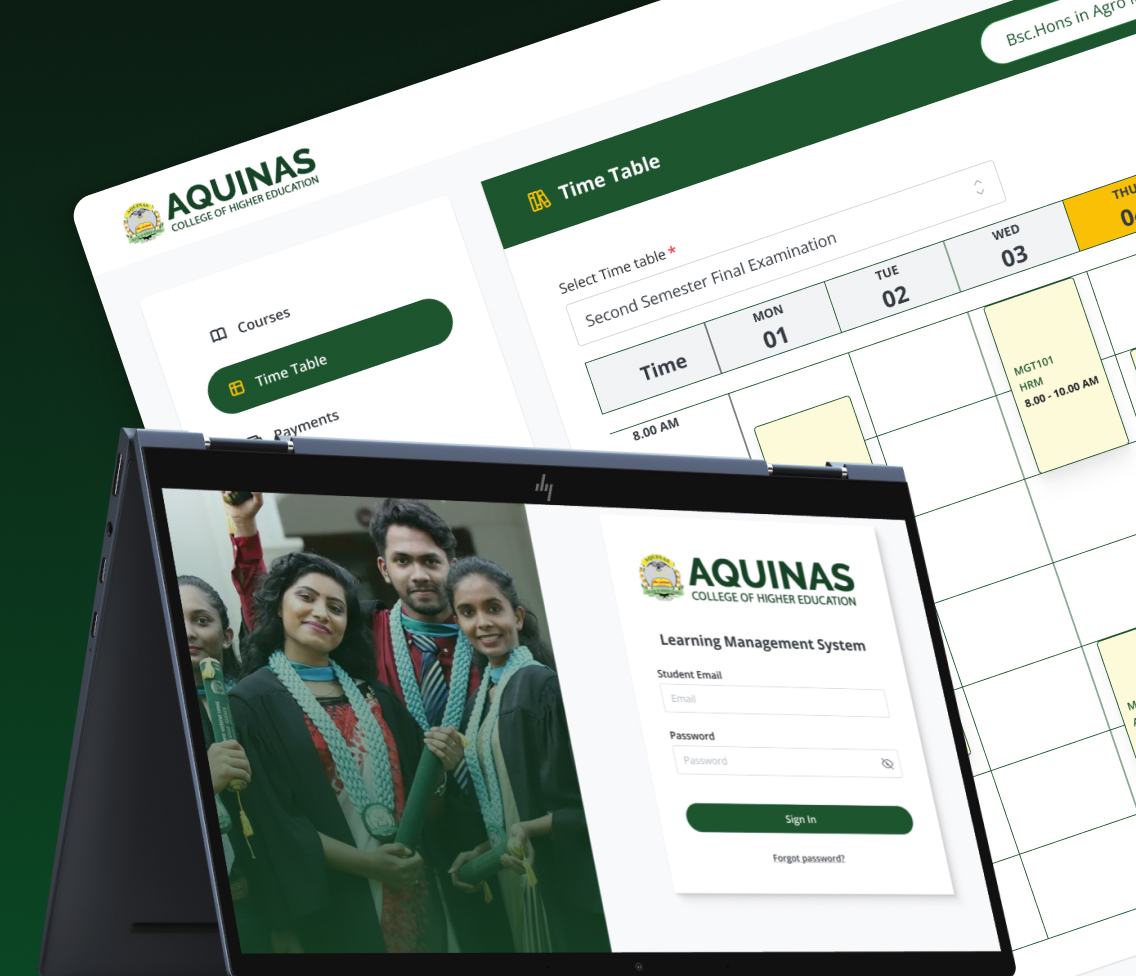 Bsc.Hons in Agro
AQUINAS
COLLEGE OF HIGHER EDUCATION
Time Table
Select Time table *
Second Semester Final Examination
Courses
Time Table
Payments
Time
MON
01
TUE
02
WED
03
THU
8.00 AM
MGT101
HRM
8.00 - 10.00 AM
hp
AQUINAS
COLLEGE OF HIGHER EDUCATION
Learning Management System
Student Email
Email
Password
Password
Sign In
Forgot password?